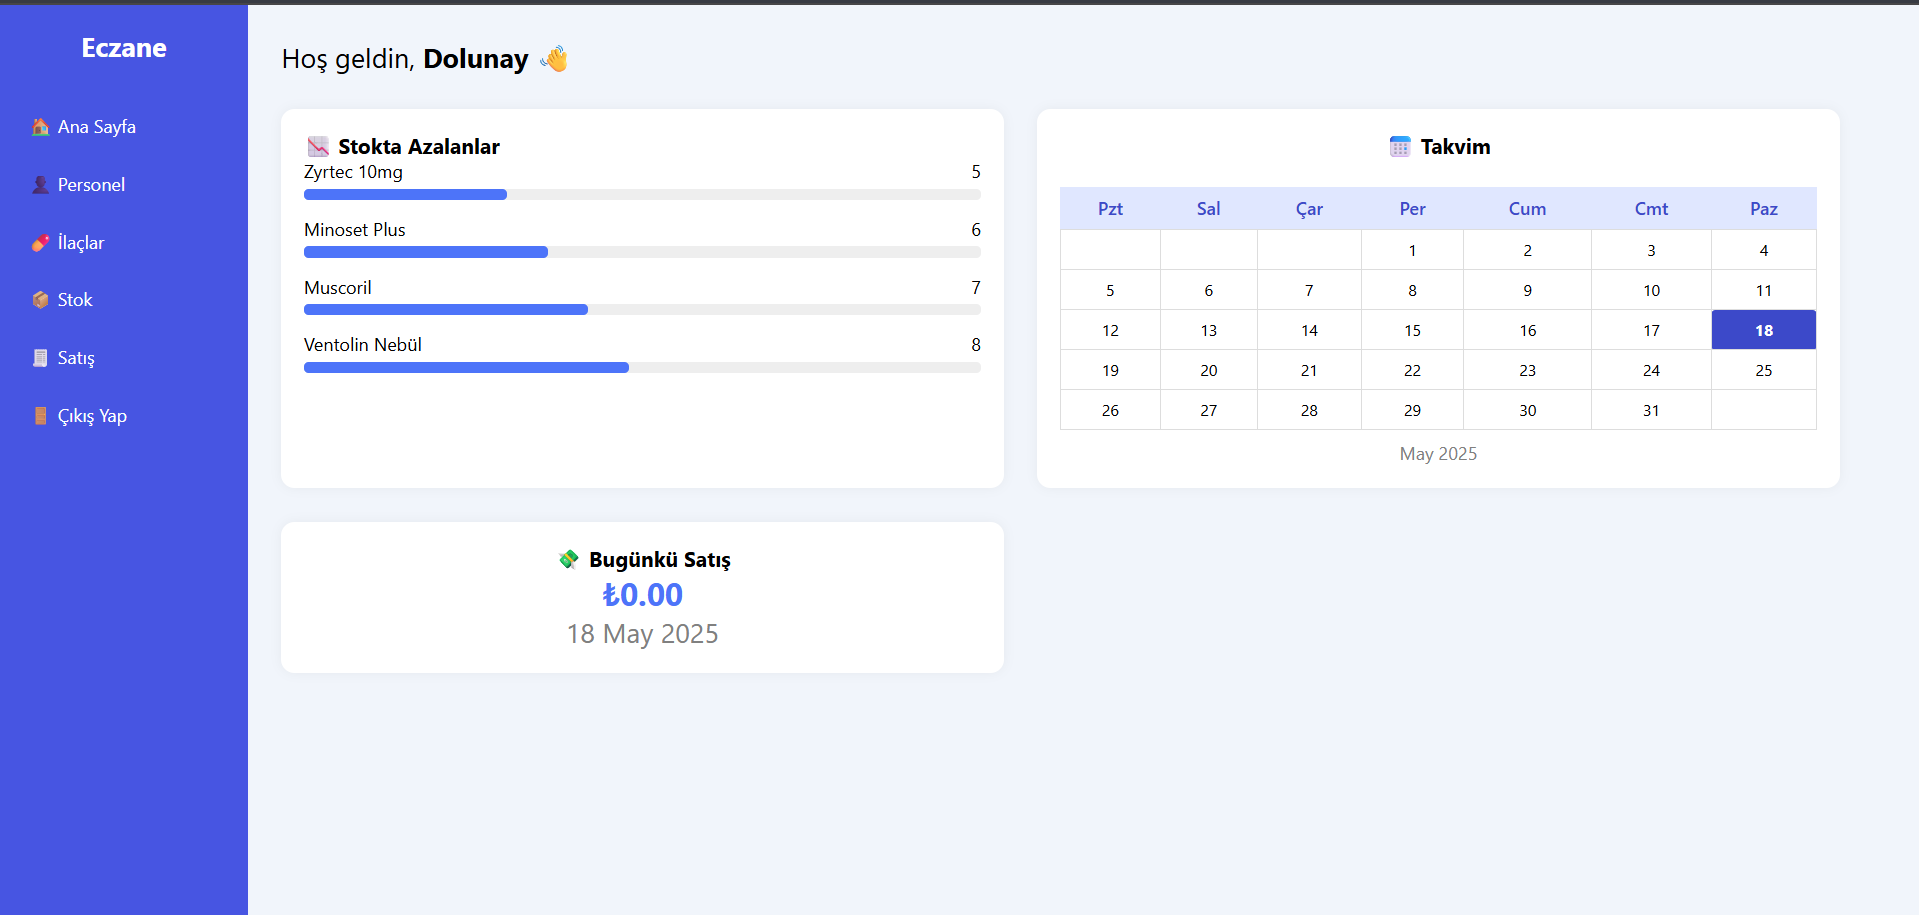 Eczane
Ana Sayfa
Personel
İlaçlar
Stok
Satış
Çıkış Yap
Hoş geldin, Dolunay 👋
Stokta Azalanlar
Zyrtec 10mg 5
Minoset Plus 6
Muscoril 7
Ventolin Nebül 8
Takvim
Pzt Sal Çar Per Cum Cmt Paz
1 2 3 4
5 6 7 8 9 10 11
12 13 14 15 16 17 18
19 20 21 22 23 24 25
26 27 28 29 30 31
May 2025
Bugünkü Satış
₺0.00
18 May 2025